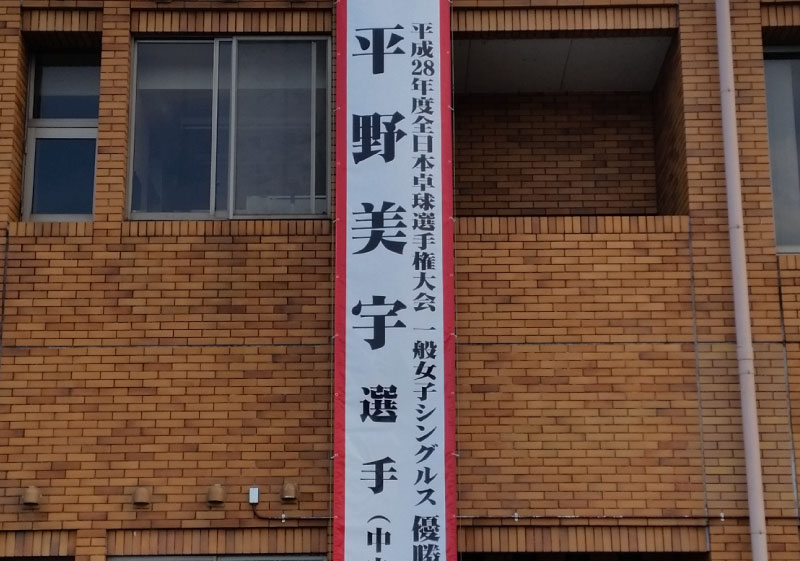 平成28年度全日本卓球選手権大会 一般女子シングルス 優勝
平野美宇選手(中